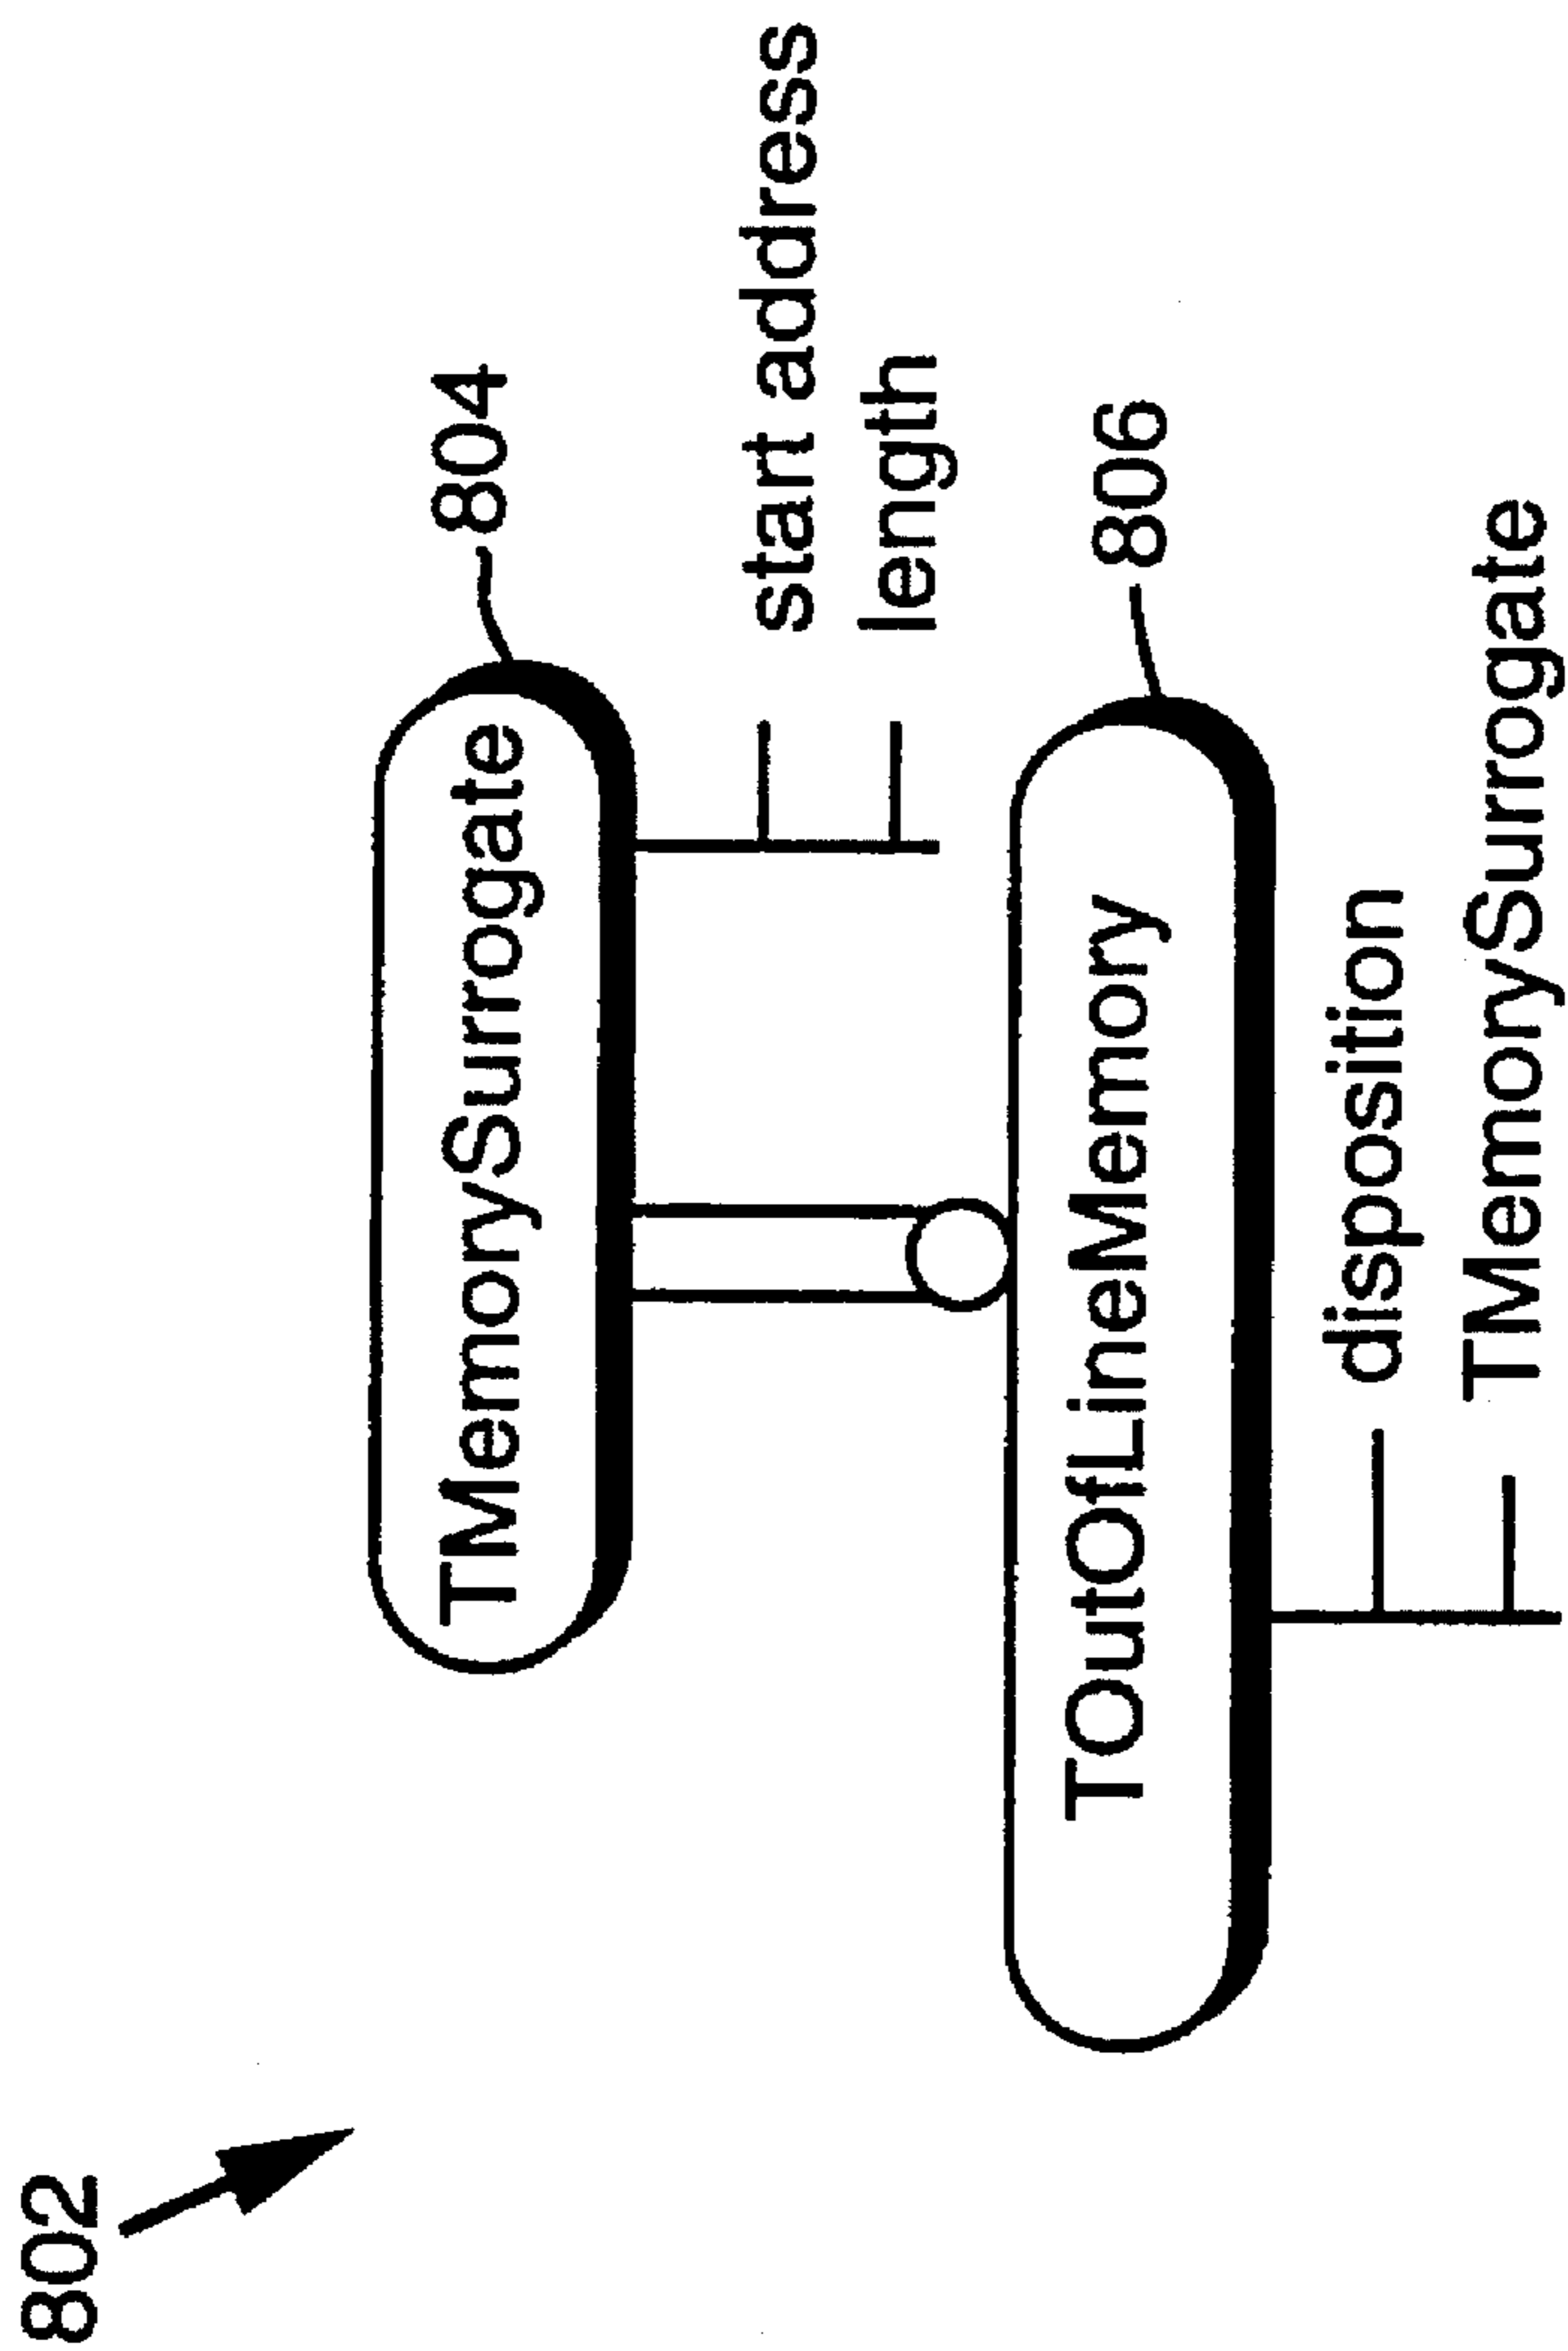 802
TMemorySurrogate
804
start address
length
TOutOfLineMemory
806
disposition
TMemorySurrogate